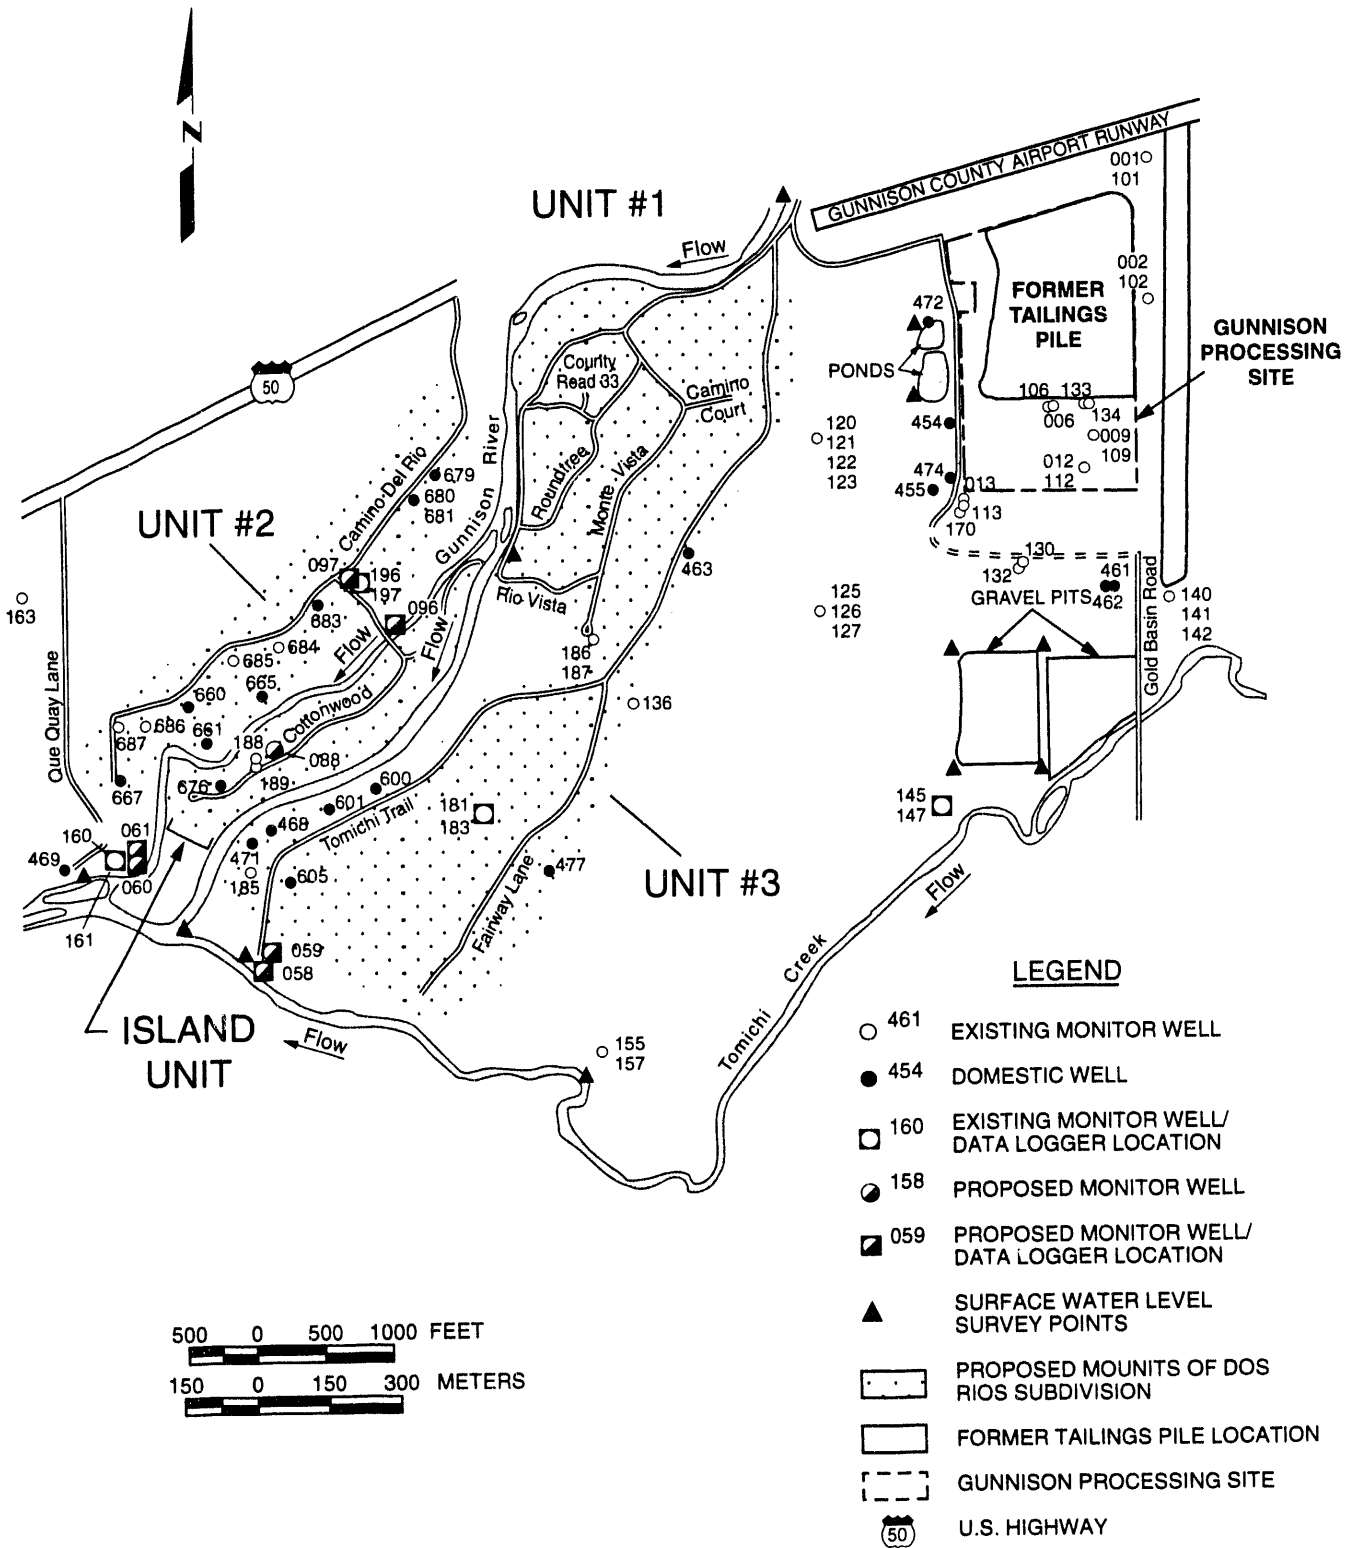 N
UNIT #1
GUNNISON COUNTY AIRPORT RUNWAY
001
101
Flow
002
102
FORMER
TAILINGS
PILE
472
GUNNISON
PROCESSING
SITE
PONDS
50
County
Road 33
Camino
Court
106
133
006
134
009
109
012
112
120
121
122
123
454
474
455
013
113
170
River
Gunnison
Roundtree
Monte Vista
Camino Del Rio
679
680
681
UNIT #2
097
196
197
096
463
Rio Vista
130
132
461
462
GRAVEL PITS
140
141
142
Gold Basin Road
125
126
127
163
683
Flow
Flow
684
685
665
660
186
187
136
Que Quay Lane
686
687
661
188
088
189
Cottonwood
667
676
600
601
Tomichi Trail
181
183
145
147
468
471
185
605
160
061
469
060
161
477
Fairway Lane
UNIT #3
Flow
059
058
ISLAND
UNIT
Flow
Tomichi
Creek
155
157
LEGEND
461 EXISTING MONITOR WELL
454 DOMESTIC WELL
160 EXISTING MONITOR WELL/
DATA LOGGER LOCATION
158 PROPOSED MONITOR WELL
059 PROPOSED MONITOR WELL/
DATA LOGGER LOCATION
SURFACE WATER LEVEL
SURVEY POINTS
PROPOSED MOUNITS OF DOS
RIOS SUBDIVISION
FORMER TAILINGS PILE LOCATION
GUNNISON PROCESSING SITE
50 U.S. HIGHWAY
500 0 500 1000 FEET
150 0 150 300 METERS